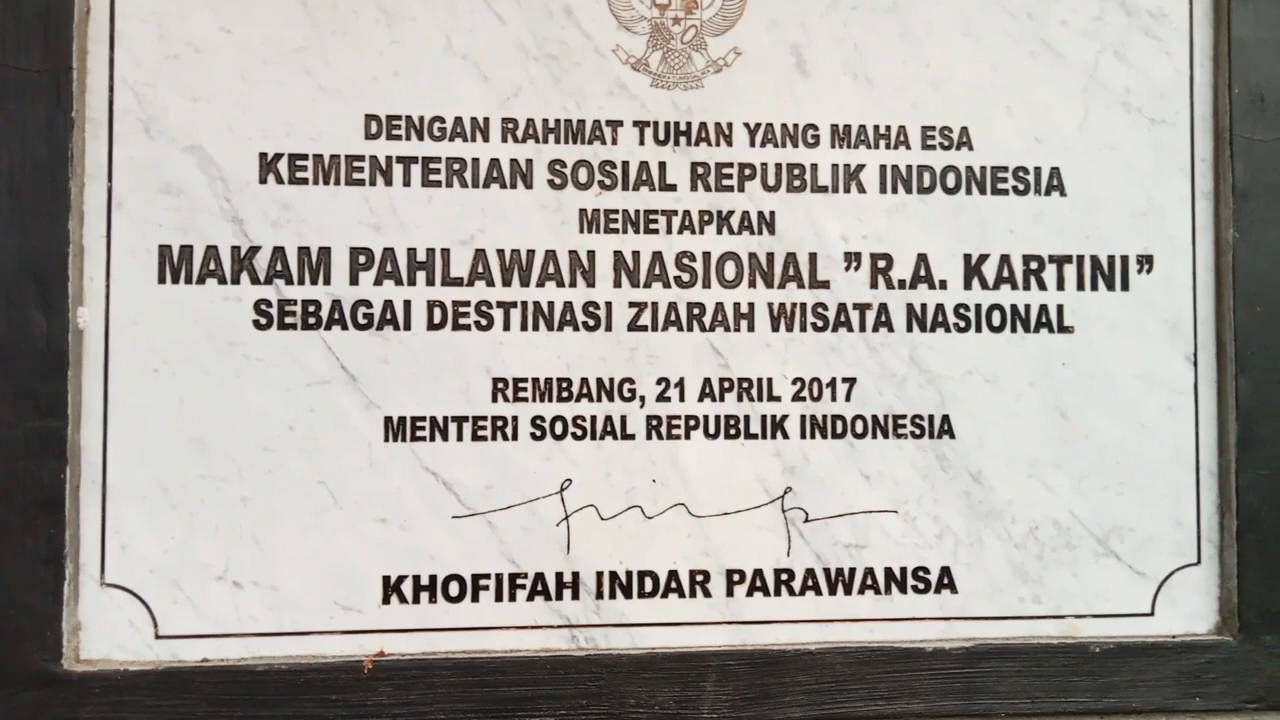 DENGAN RAHMAT TUHAN YANG MAHA ESA
KEMENTERIAN SOSIAL REPUBLIK INDONESIA
MENETAPKAN
MAKAM PAHLAWAN NASIONAL ”R.A. KARTINI”
SEBAGAI DESTINASI ZIARAH WISATA NASIONAL
REMBANG, 21 APRIL 2017
MENTERI SOSIAL REPUBLIK INDONESIA
KHOFIFAH INDAR PARAWANSA